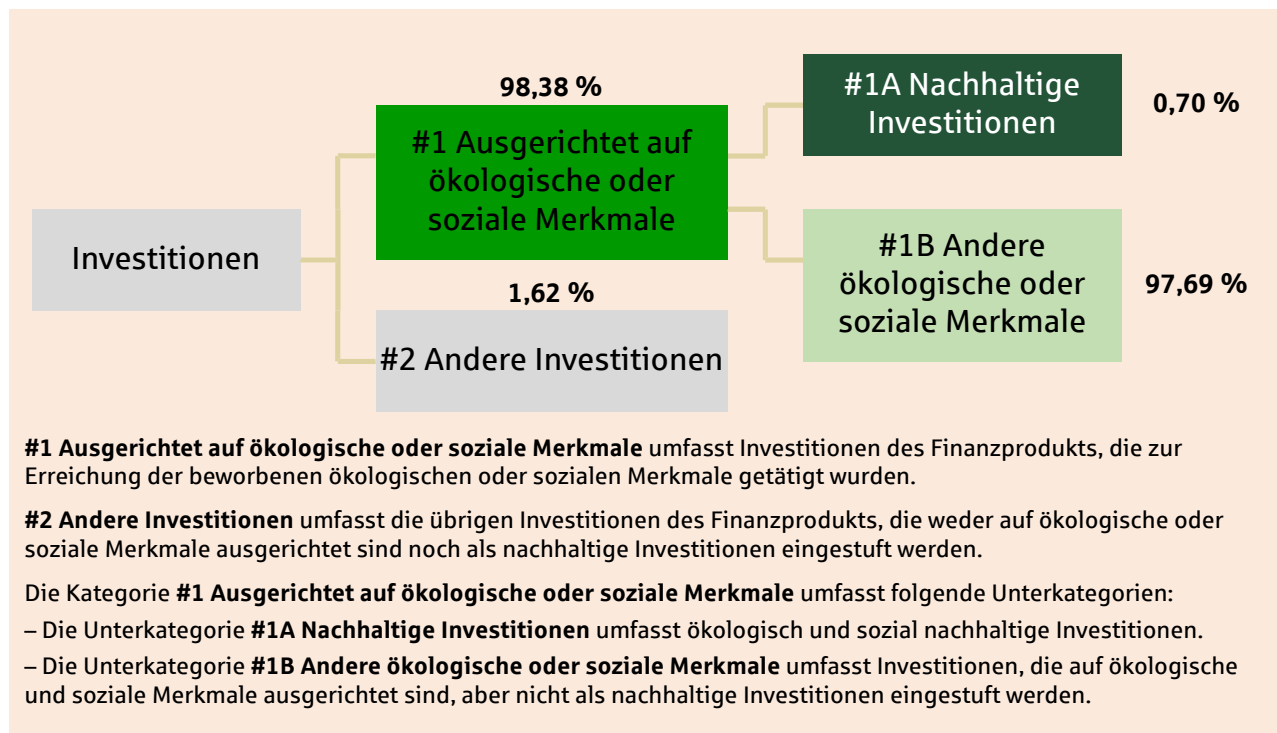 98,38 %
#1 Ausgerichtet auf
ökologische oder
soziale Merkmale
#1A Nachhaltige
Investitionen
0,70 %
Investitionen
1,62 %
#2 Andere Investitionen
#1B Andere
ökologische oder
soziale Merkmale
97,69 %
#1 Ausgerichtet auf ökologische oder soziale Merkmale umfasst Investitionen des Finanzprodukts, die zur
Erreichung der beworbenen ökologischen oder sozialen Merkmale getätigt wurden.
#2 Andere Investitionen umfasst die übrigen Investitionen des Finanzprodukts, die weder auf ökologische oder
soziale Merkmale ausgerichtet sind noch als nachhaltige Investitionen eingestuft werden.
Die Kategorie #1 Ausgerichtet auf ökologische oder soziale Merkmale umfasst folgende Unterkategorien:
– Die Unterkategorie #1A Nachhaltige Investitionen umfasst ökologisch und sozial nachhaltige Investitionen.
– Die Unterkategorie #1B Andere ökologische oder soziale Merkmale umfasst Investitionen, die auf ökologische
und soziale Merkmale ausgerichtet sind, aber nicht als nachhaltige Investitionen eingestuft werden.